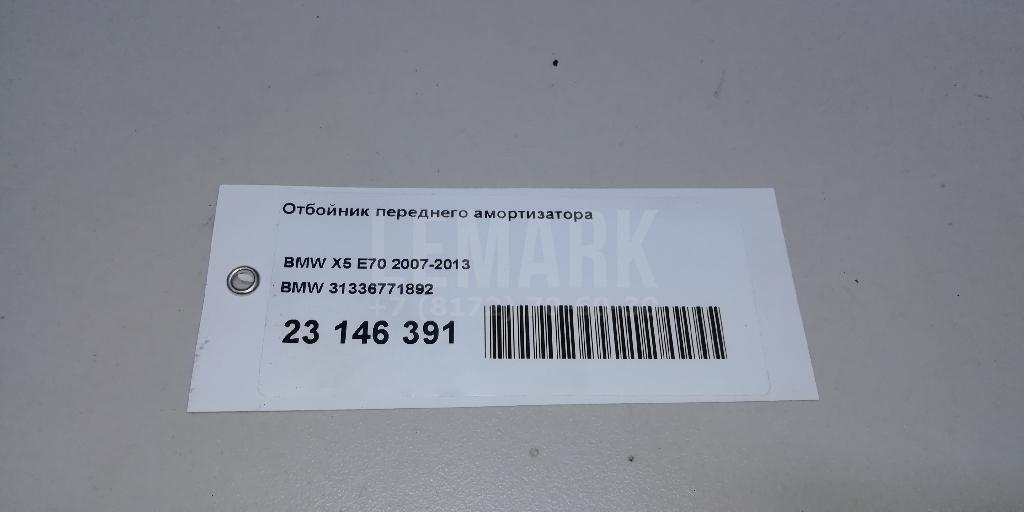 Отбойник переднего амортизатора
LEMARK
BMW X5 E70 2007-2013
BMW 31336771892
23 146 391